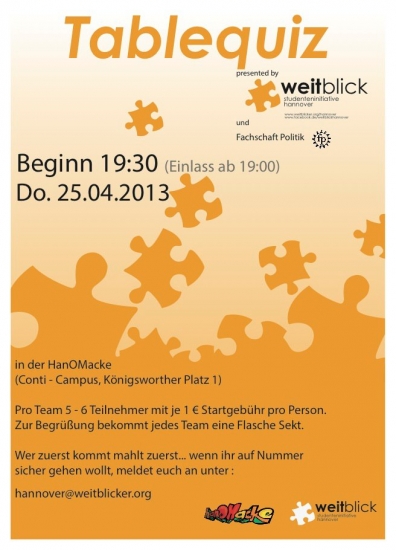 Tablequiz
presented by
weitblick
studenteninitiative
hannover
und
Fachschaft Politik
Beginn 19:30 (Einlass ab 19:00)
Do. 25.04.2013
in der HanOMacke
(Conti - Campus, Königsworther Platz 1)
Pro Team 5 - 6 Teilnehmer mit je 1 € Startgebühr pro Person.
Zur Begrüßung bekommt jedes Team eine Flasche Sekt.
Wer zuerst kommt mahlt zuerst... wenn ihr auf Nummer
sicher gehen wollt, meldet euch an unter :
hannover@weitblicker.org
HanOMacke
weitblick
studenteninitiative
hannover